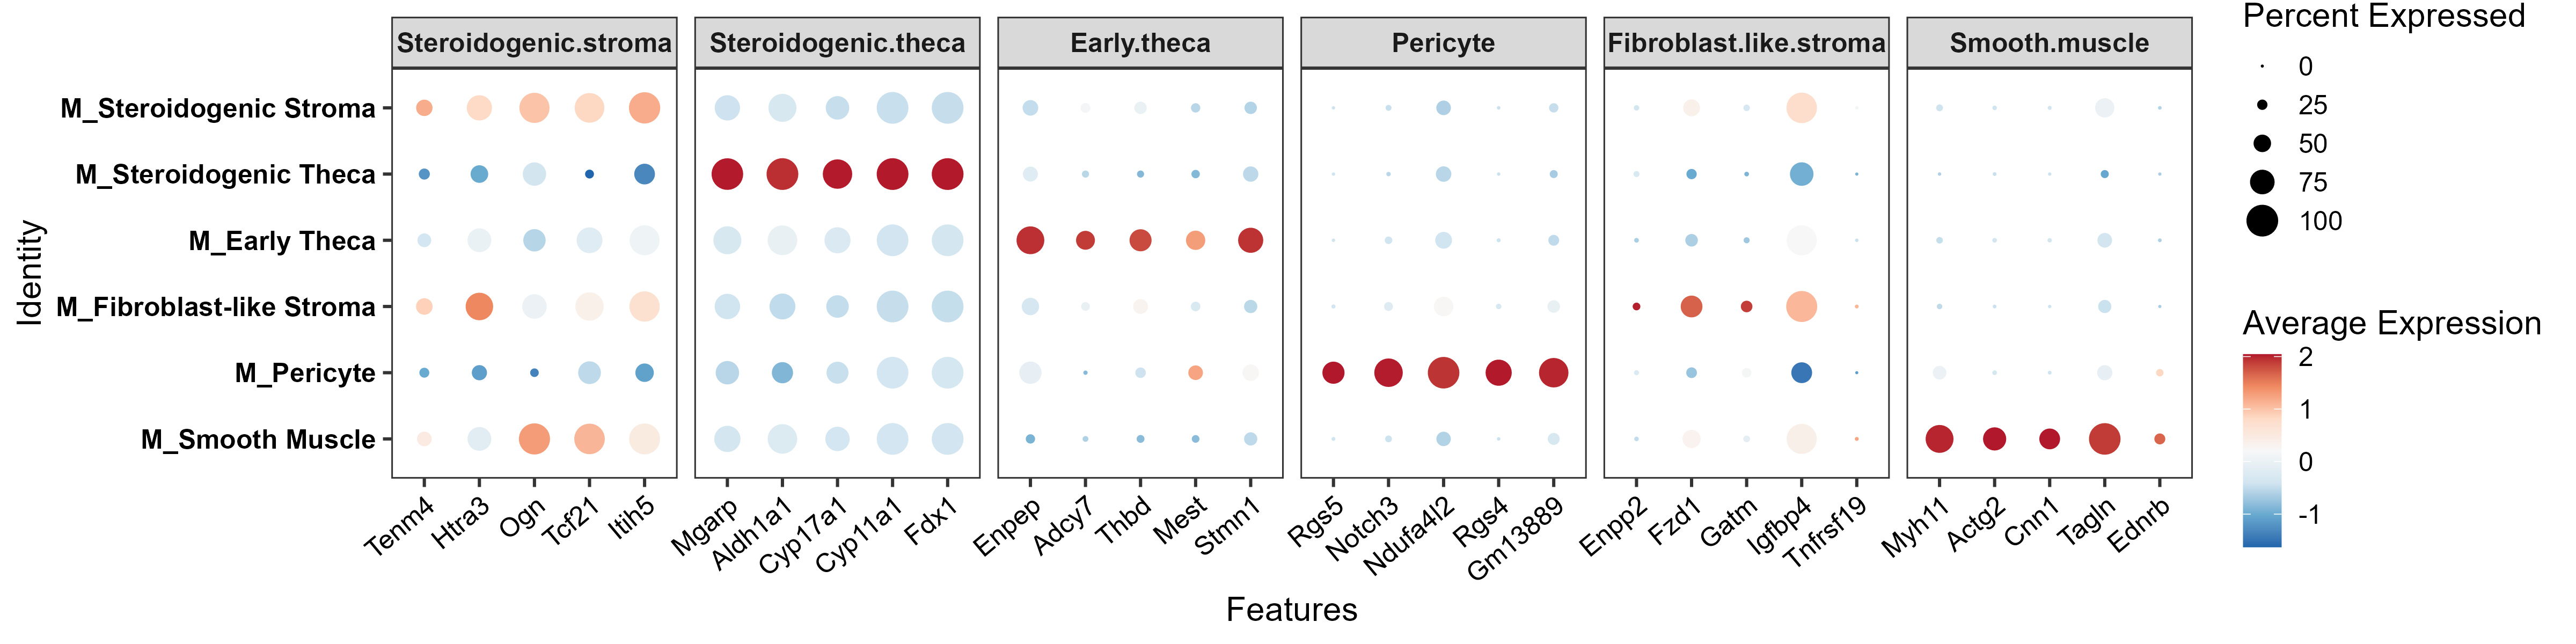 Steroidogenic.stroma
Steroidogenic.theca
Early.theca
Pericyte
Fibroblast.like.stroma
Smooth.muscle
Identity
M_Steroidogenic Stroma
M_Steroidogenic Theca
M_Early Theca
M_Fibroblast-like Stroma
M_Pericyte
M_Smooth Muscle
Tenm4
Htra3
Ogn
Tcf21
Itih5
Mgarp
Aldh1a1
Cyp17a1
Cyp11a1
Fdx1
Enpep
Adcy7
Thbd
Mest
Stmn1
Rgs5
Notch3
Ndufa4l2
Rgs4
Gm13889
Enpp2
Fzd1
Gatm
Igfbp4
Tnfrsf19
Myh11
Actg2
Cnn1
Tagln
Ednrb
Features
Percent Expressed
0
25
50
75
100
Average Expression
2
1
0
-1